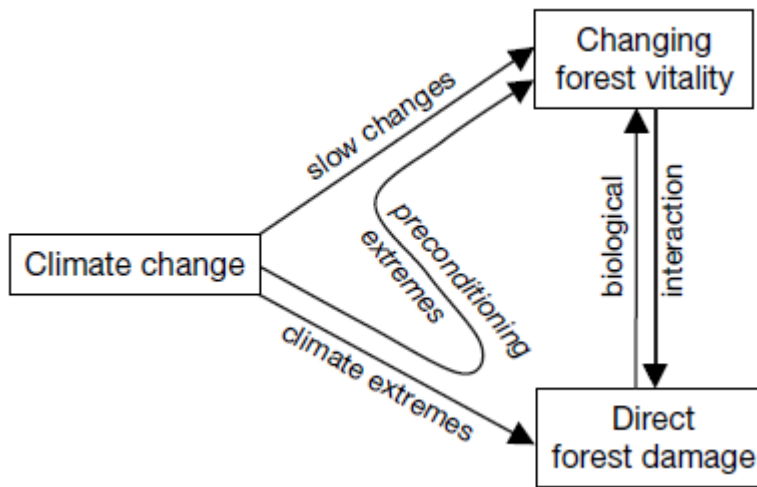 Changing
forest vitality
slow changes
preconditioning
extremes
Climate change
biological
interaction
climate extremes
Direct
forest damage